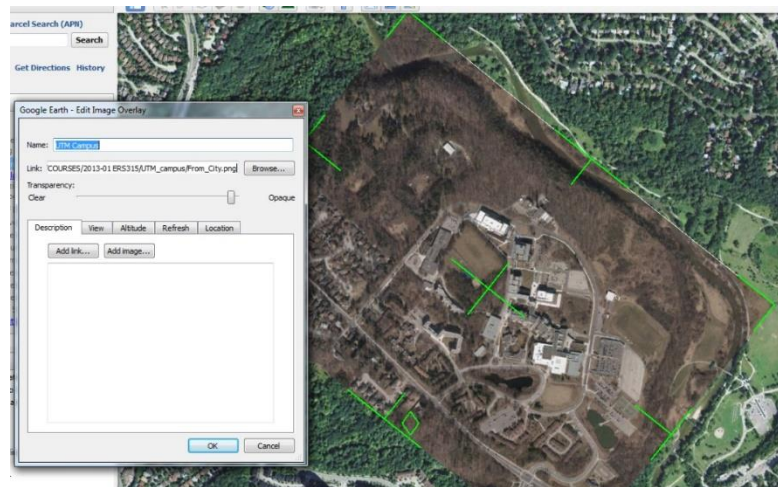 arcel Search (APN)
Search
Get Directions History
Google Earth - Edit Image Overlay
Name: UTM Campus
Link: COURSES/2013-01 ERS315/UTM_campus/From_City.png Browse...
Transparency:
Clear Opaque
Description View Altitude Refresh Location
Add link... Add image...
OK Cancel